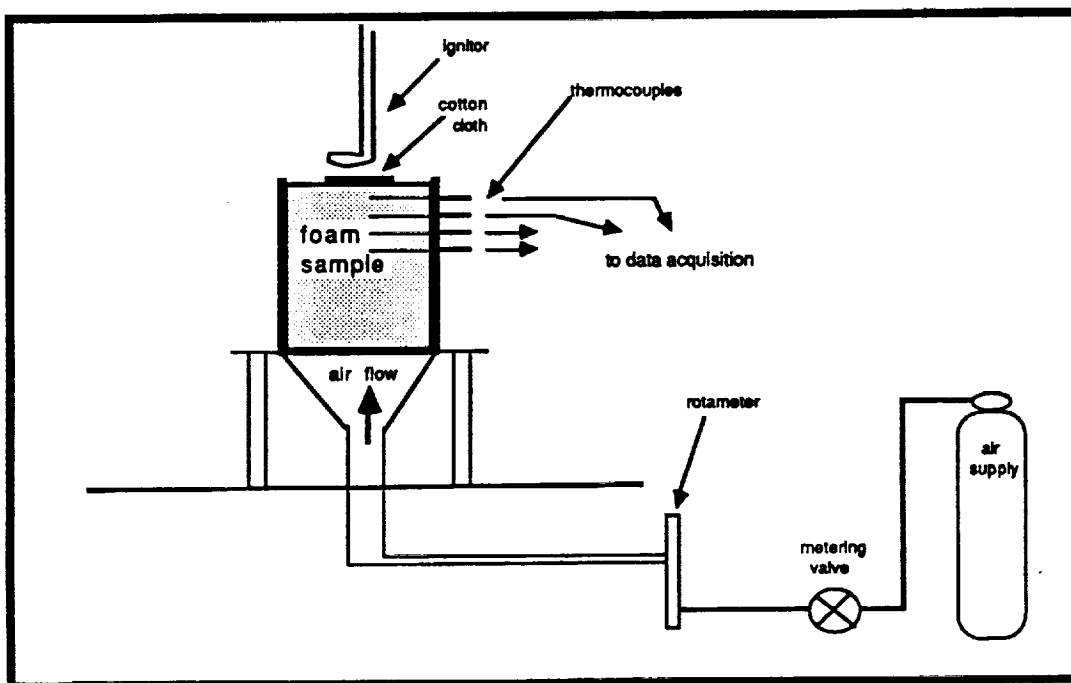 ignitor
cotton
cloth
thermocouples
foam
sample
to data acquisition
air flow
rotameter
air
supply
metering
valve